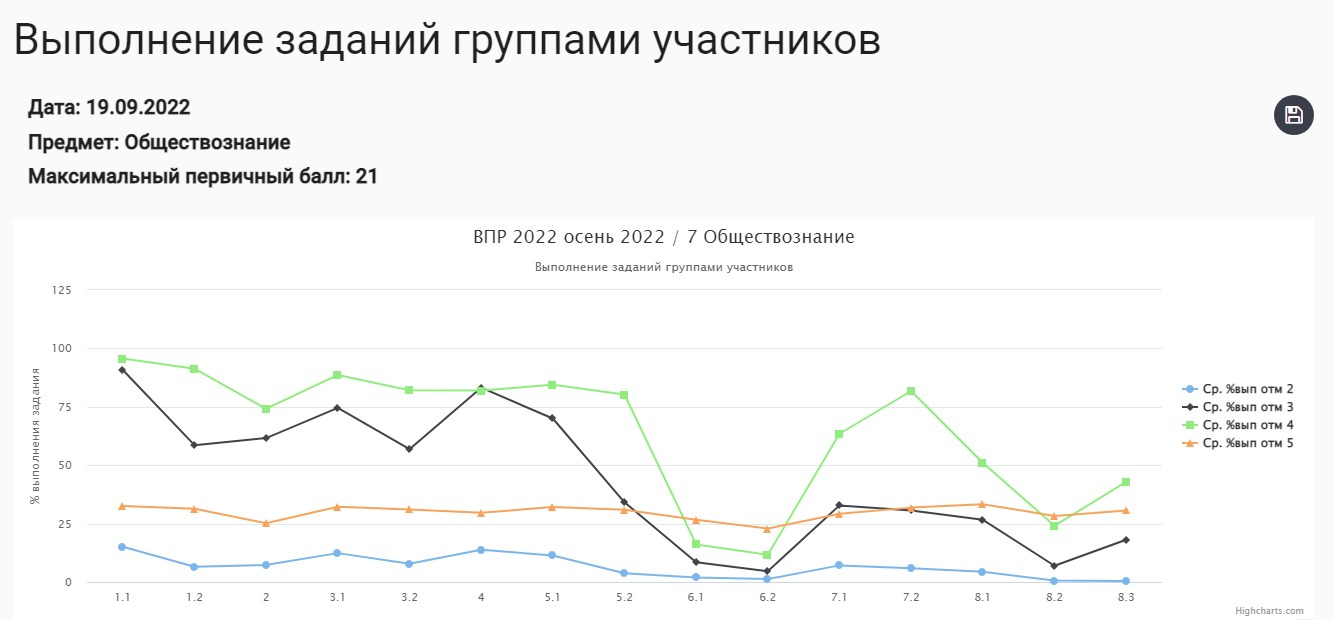 Выполнение заданий группами участников
Дата: 19.09.2022
Предмет: Обществознание
Максимальный первичный балл: 21
ВПР 2022 осень 2022 / 7 Обществознание
Выполнение заданий группами участников
% выполнения задания
125
100
75
50
25
0
1.1 1.2 2 3.1 3.2 4 5.1 5.2 6.1 6.2 7.1 7.2 8.1 8.2 8.3
Ср. %вып отм 2
Ср. %вып отм 3
Ср. %вып отм 4
Ср. %вып отм 5
Highcharts.com